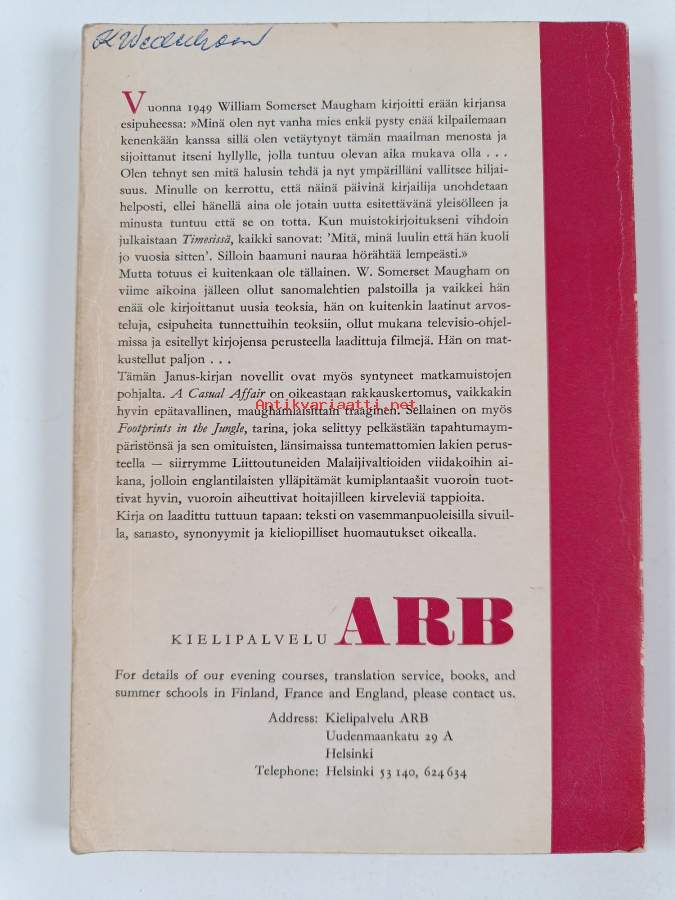 Vuonna 1949 William Somerset Maugham kirjoitti erään kirjansa
esipuheessa: »Minä olen nyt vanha mies enkä pysty enää kilpailemaan
kenenkään kanssa sillä olen vetäytynyt tämän maailman menosta ja
sijoittanut itseni hyllylle, jolla tuntuu olevan aika mukava olla . . .
Olen tehnyt sen mitä halusin tehdä ja nyt ympärilläni vallitsee hiljai-
suus. Minulle on kerrottu, että näinä päivinä kirjailija unohdetaan
helposti, ellei hänellä aina ole jotain uutta esitettävänä yleisölleen ja
minusta tuntuu että se on totta. Kun muistokirjoitukseni vihdoin
julkaistaan Timesissä, kaikki sanovat: ’Mitä, minä luulin että hän kuoli
jo vuosia sitten’. Silloin haamuni nauraa hörähtää lempeästi.»
Mutta totuus ei kuitenkaan ole tällainen. W. Somerset Maugham on
viime aikoina jälleen ollut sanomalehtien palstoilla ja vaikkei hän
enää ole kirjoittanut uusia teoksia, hän on kuitenkin laatinut arvos-
teluja, esipuheita tunnettuihin teoksiin, ollut mukana televisio-ohjel-
missa ja esitellyt kirjojensa perusteella laadittuja filmejä. Hän on mat-
kustellut paljon . . .
Tämän Janus-kirjan novellit ovat myös syntyneet matkamuistojen
pohjalta. A Casual Affair on oikeastaan rakkauskertomus, vaikkakin
Antikvariaatti.net
hyvin epätavallinen, maughamilaisittain traaginen. Sellainen on myös
Footprints in the Jungle, tarina, joka selittyy pelkästään tapahtumaym-
päristönsä ja sen omituisten, länsimaissa tuntemattomien lakien perus-
teella — siirrymme Liittoutuneiden Malaijivaltioiden viidakoihin ai-
kana, jolloin englantilaisten ylläpitämät kumiplantaašit vuoroin tuot-
tivat hyvin, vuoroin aiheuttivat hoitajilleen kirveleviä tappioita.
Kirja on laadittu tuttuun tapaan: teksti on vasemmanpuoleisilla sivuil-
la, sanasto, synonyymit ja kieliopilliset huomautukset oikealla.
KIELIPALVELU ARB
For details of our evening courses, translation service, books, and
summer schools in Finland, France and England, please contact us.
Address: Kielipalvelu ARB
Uudenmaankatu 29 A
Helsinki
Telephone: Helsinki 53 140, 624 634